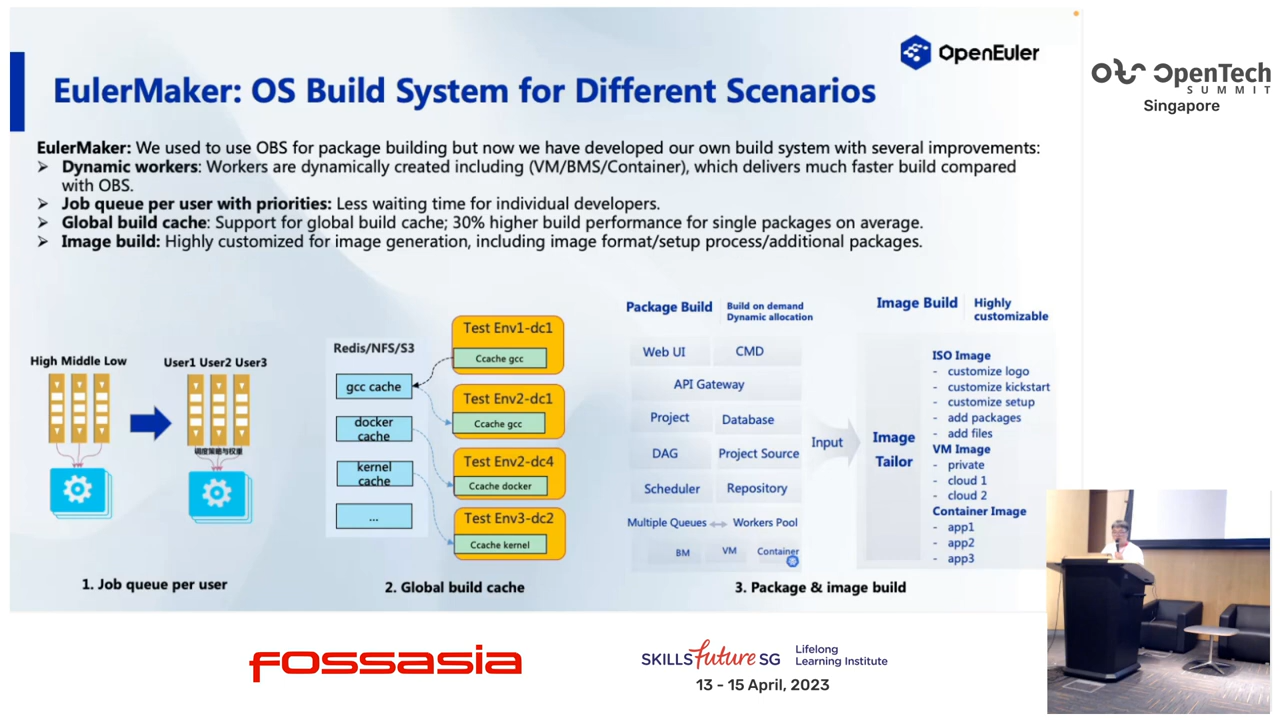 OpenEuler
EulerMaker: OS Build System for Different Scenarios
EulerMaker: We used to use OBS for package building but now we have developed our own build system with several improvements:
➤ Dynamic workers: Workers are dynamically created including (VM/BMS/Container), which delivers much faster build compared
with OBS.
➤ Job queue per user with priorities: Less waiting time for individual developers.
➤ Global build cache: Support for global build cache; 30% higher build performance for single packages on average.
➤ Image build: Highly customized for image generation, including image format/setup process/additional packages.
High Middle Low
User1 User2 User3
调度策略与权重
1. Job queue per user
Redis/NFS/S3
gcc cache
docker
cache
kernel
cache
...
Test Env1-dc1
Ccache gcc
Test Env2-dc1
Ccache gcc
Test Env2-dc4
Ccache docker
Test Env3-dc2
Ccache kernel
2. Global build cache
Package Build
Build on demand
Dynamic allocation
Web UI
CMD
API Gateway
Project
Database
DAG
Project Source
Scheduler
Repository
Multiple Queues
Workers Pool
BM
VM
Container
Input
Image Build
Highly
customizable
Image
Tailor
ISO Image
- customize logo
- customize kickstart
- customize setup
- add packages
- add files
VM Image
- private
- cloud 1
- cloud 2
Container Image
- app1
- app2
- app3
3. Package & image build
OpenTech
SUMMIT
Singapore
FOSSASIA
SKILLS future SG
Lifelong
Learning Institute
13 - 15 April, 2023